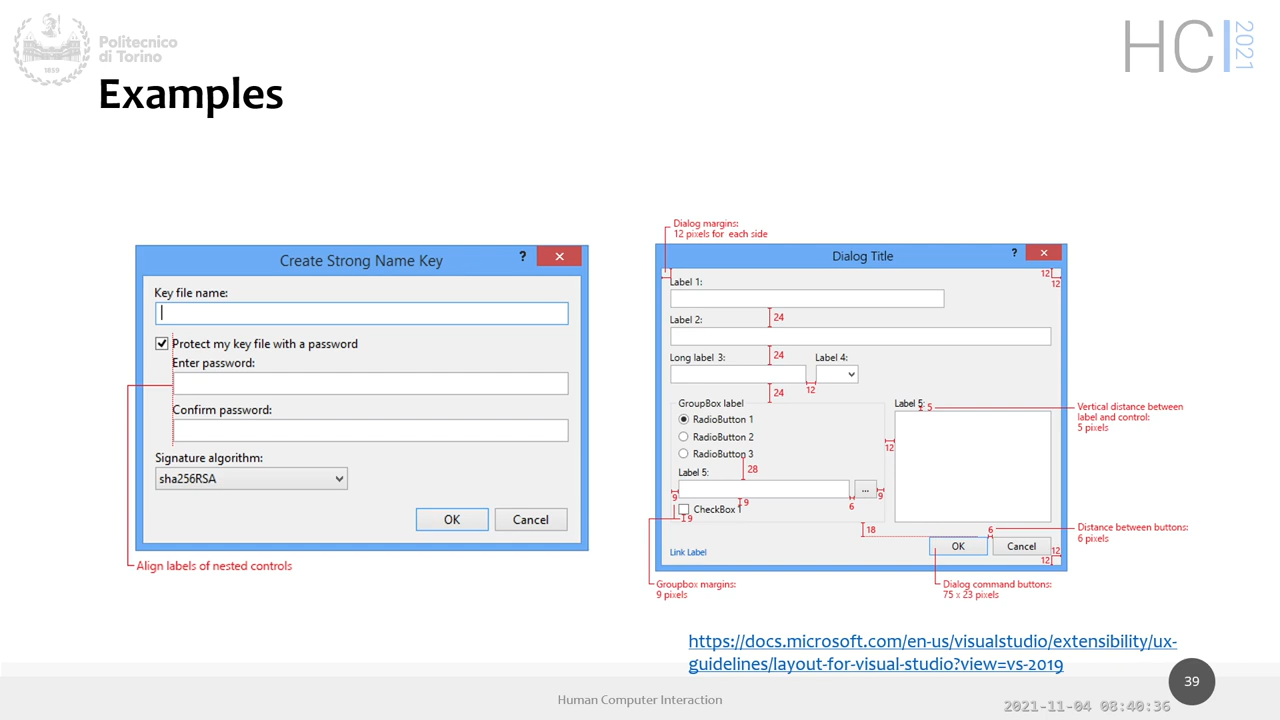 Politecnico
di Torino
1859
HCI
2021
Examples
Create Strong Name Key
?
Key file name:
Protect my key file with a password
Enter password:
Confirm password:
Signature algorithm:
sha256RSA
OK
Cancel
Align labels of nested controls
Dialog margins:
12 pixels for each side
Dialog Title
?
12
12
Label 1:
24
Label 2:
24
Long label 3:
Label 4:
12
24
GroupBox label
Label 5:
5
Vertical distance between
label and control:
5 pixels
RadioButton 1
RadioButton 2
12
RadioButton 3
Label 5:
28
...
9
9
9
6
CheckBox 1
9
18
6
Distance between buttons:
6 pixels
Link Label
OK
Cancel
12
12
Groupbox margins:
9 pixels
Dialog command buttons:
75 x 23 pixels
https://docs.microsoft.com/en-us/visualstudio/extensibility/ux-
guidelines/layout-for-visual-studio?view=vs-2019
39
Human Computer Interaction
2021-11-04 08:40:36